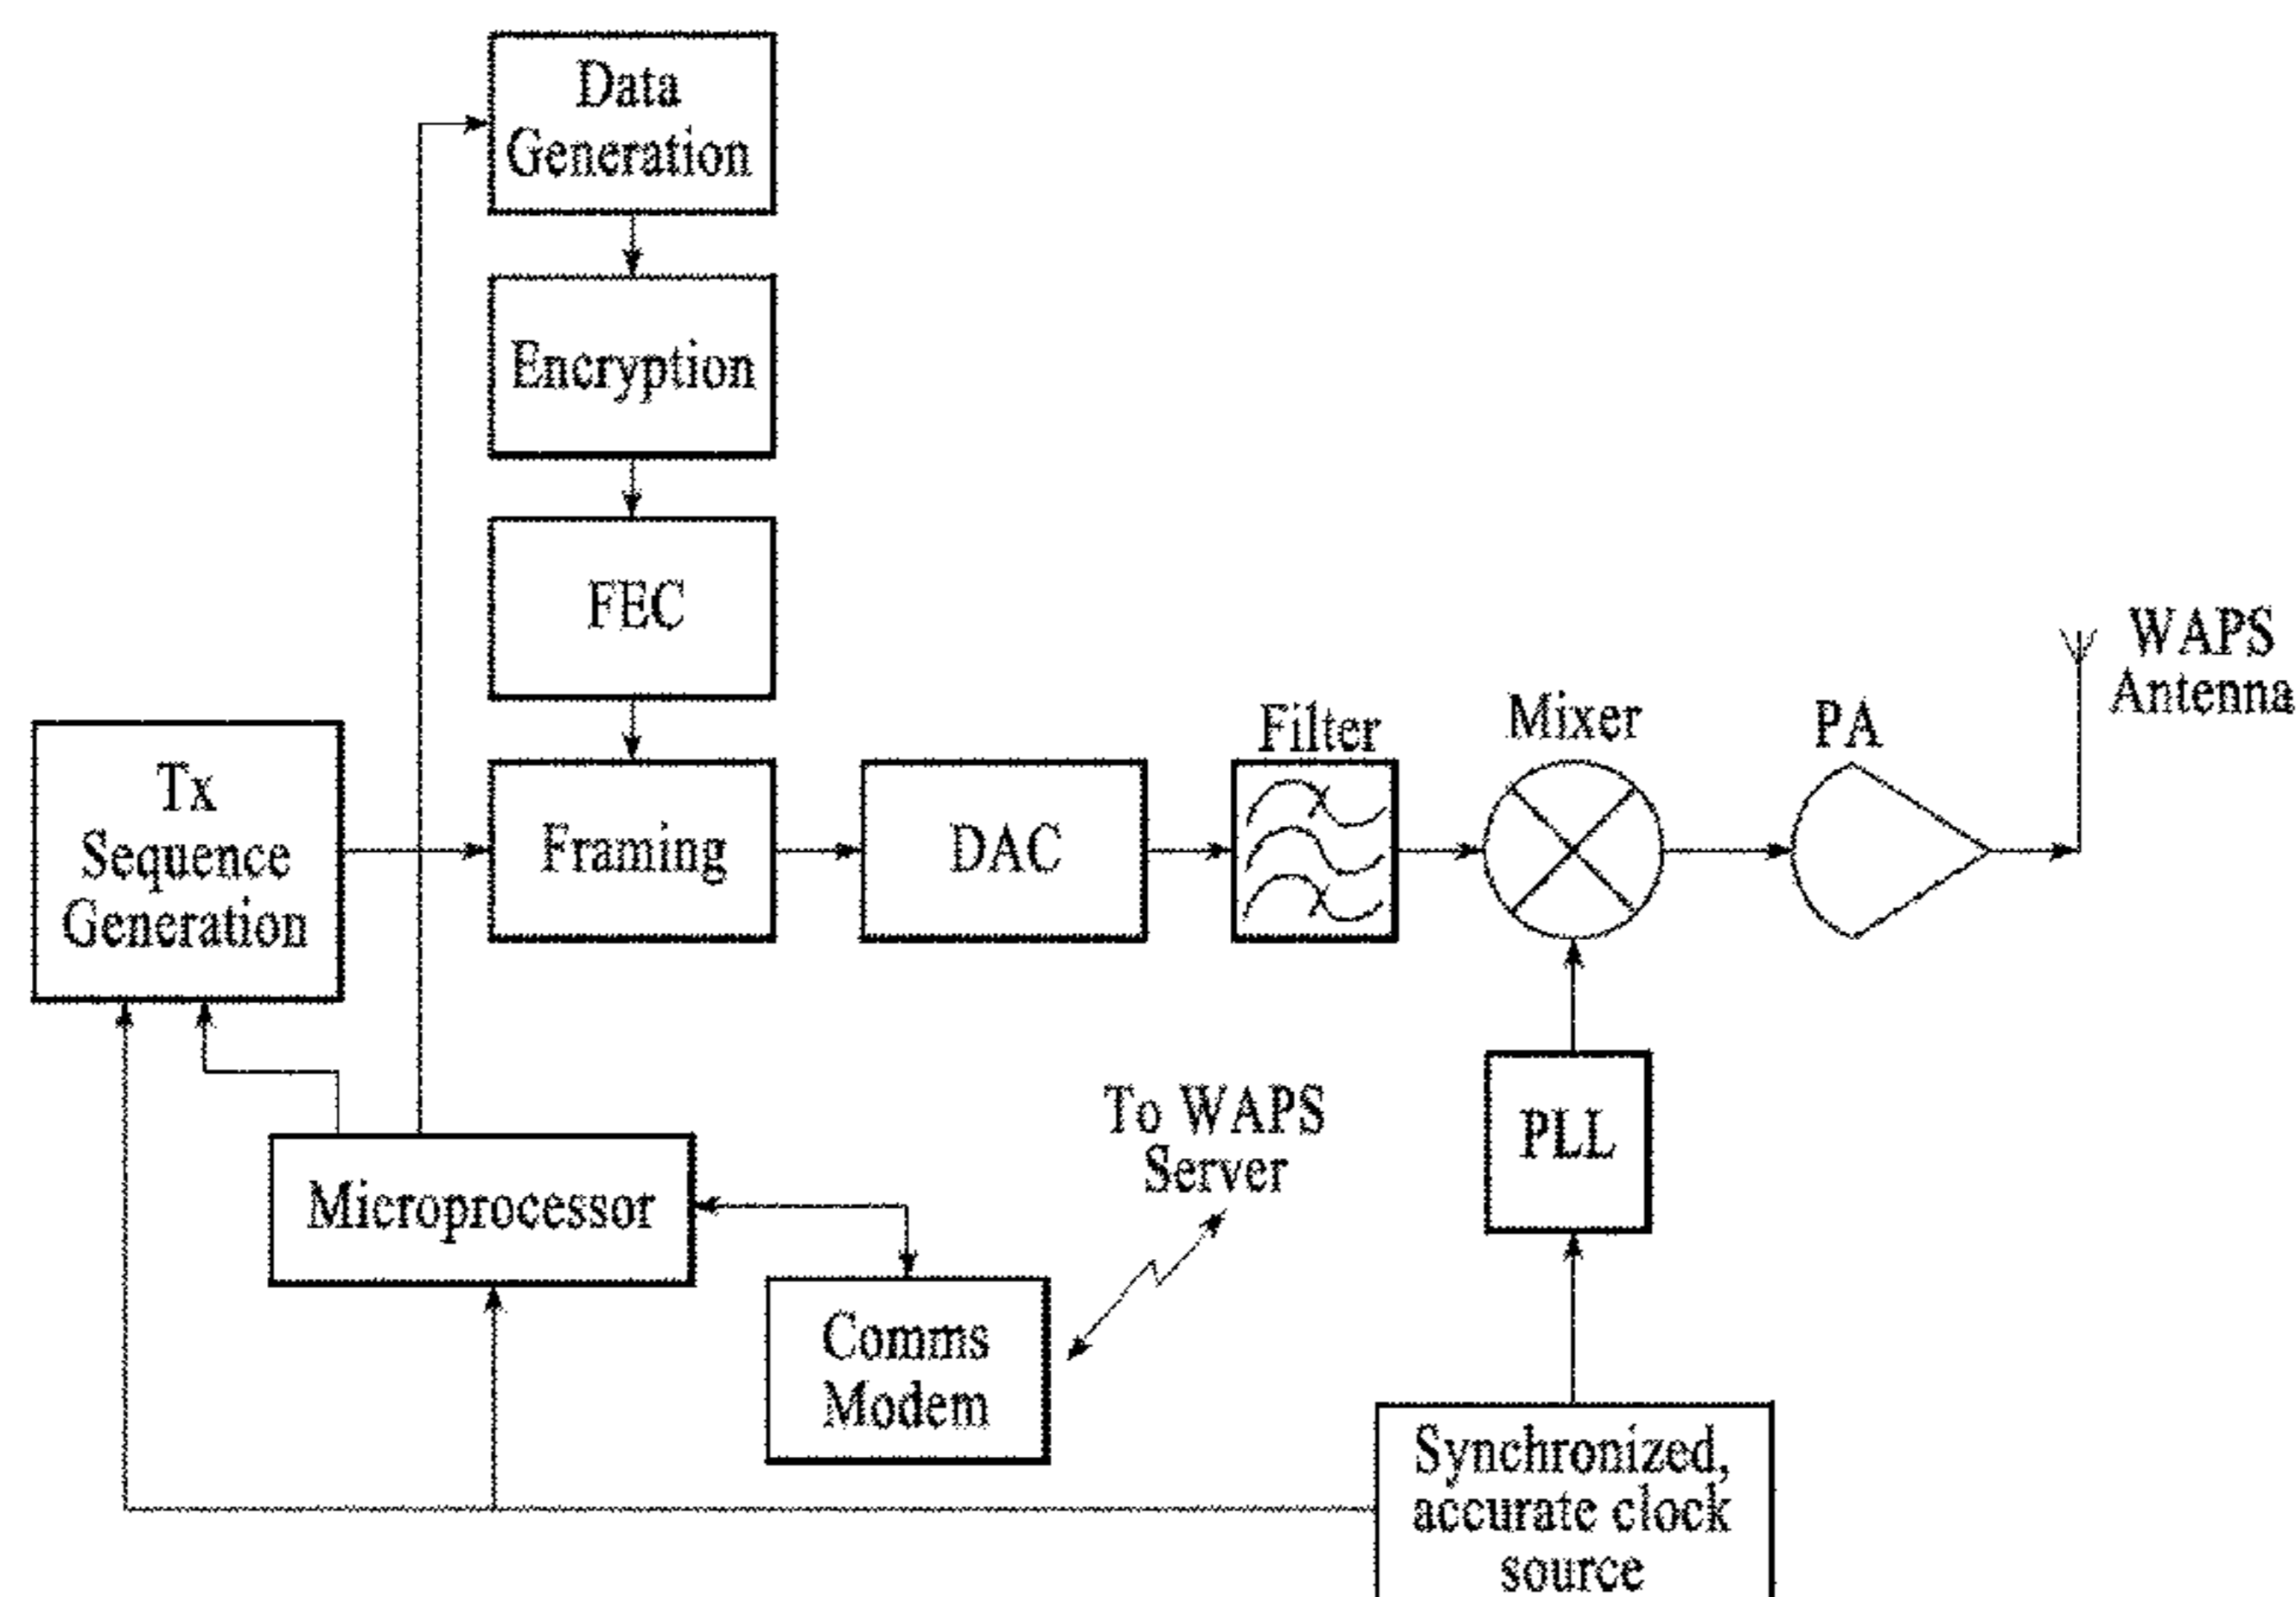 Data
Generation
Encryption
FEC
Tx
Sequence
Generation
Framing
DAC
Filter
Mixer
PA
WAPS
Antenna
Microprocessor
To WAPS
Server
PLL
Comms
Modem
Synchronized,
accurate clock
source